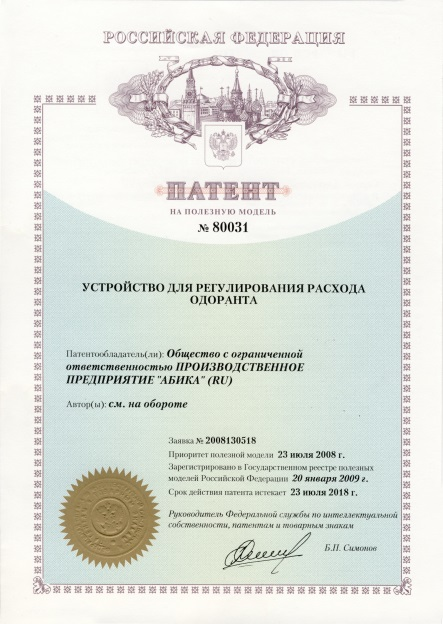 РОССИЙСКАЯ ФЕДЕРАЦИЯ
ПАТЕНТ
НА ПОЛЕЗНУЮ МОДЕЛЬ
№ 80031
УСТРОЙСТВО ДЛЯ РЕГУЛИРОВАНИЯ РАСХОДА
ОДОРАНТА
Патентообладатель(ли): Общество с ограниченной
ответственностью ПРОИЗВОДСТВЕННОЕ
ПРЕДПРИЯТИЕ "АБИКА" (RU)
Автор(ы): см. на обороте
Заявка № 2008130518
Приоритет полезной модели 23 июля 2008 г.
Зарегистрировано в Государственном реестре полезных
моделей Российской Федерации 20 января 2009 г.
Срок действия патента истекает 23 июля 2018 г.
Руководитель Федеральной службы по интеллектуальной
собственности, патентам и товарным знакам
Б.П. Симонов